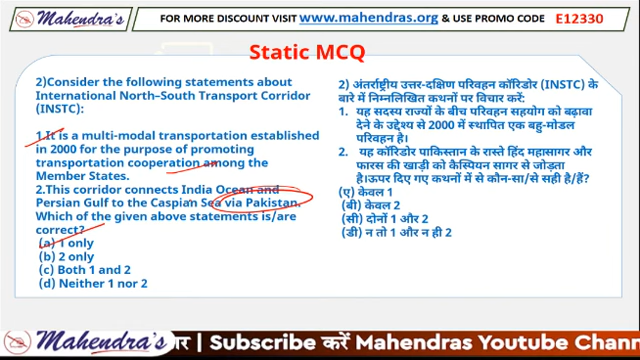 Mahendra's
FOR MORE DISCOUNT VISIT www.mahendras.org & USE PROMO CODE E12330
Static MCQ
2)Consider the following statements about
International North–South Transport Corridor
(INSTC):
1.It is a multi-modal transportation established
in 2000 for the purpose of promoting
transportation cooperation among the
Member States.
2.This corridor connects India Ocean and
Persian Gulf to the Caspian Sea via Pakistan.
Which of the given above statements is/are
correct?
(a) 1 only
(b) 2 only
(c) Both 1 and 2
(d) Neither 1 nor 2
2) अंतर्राष्ट्रीय उत्तर-दक्षिण परिवहन कॉरिडोर (INSTC) के
बारे में निम्नलिखित कथनों पर विचार करें:
1. यह सदस्य राज्यों के बीच परिवहन सहयोग को बढ़ावा
देने के उद्देश्य से 2000 में स्थापित एक बहु-मोडल
परिवहन है।
2. यह कॉरिडोर पाकिस्तान के रास्ते हिंद महासागर और
फारस की खाड़ी को कैस्पियन सागर से जोड़ता
है।ऊपर दिए गए कथनों में से कौन-सा/से सही है/हैं?
(ए) केवल 1
(बी) केवल 2
(सी) दोनों 1 और 2
(डी) न तो 1 और न ही 2
Mahendra's | Subscribe करें Mahendras Youtube Chann